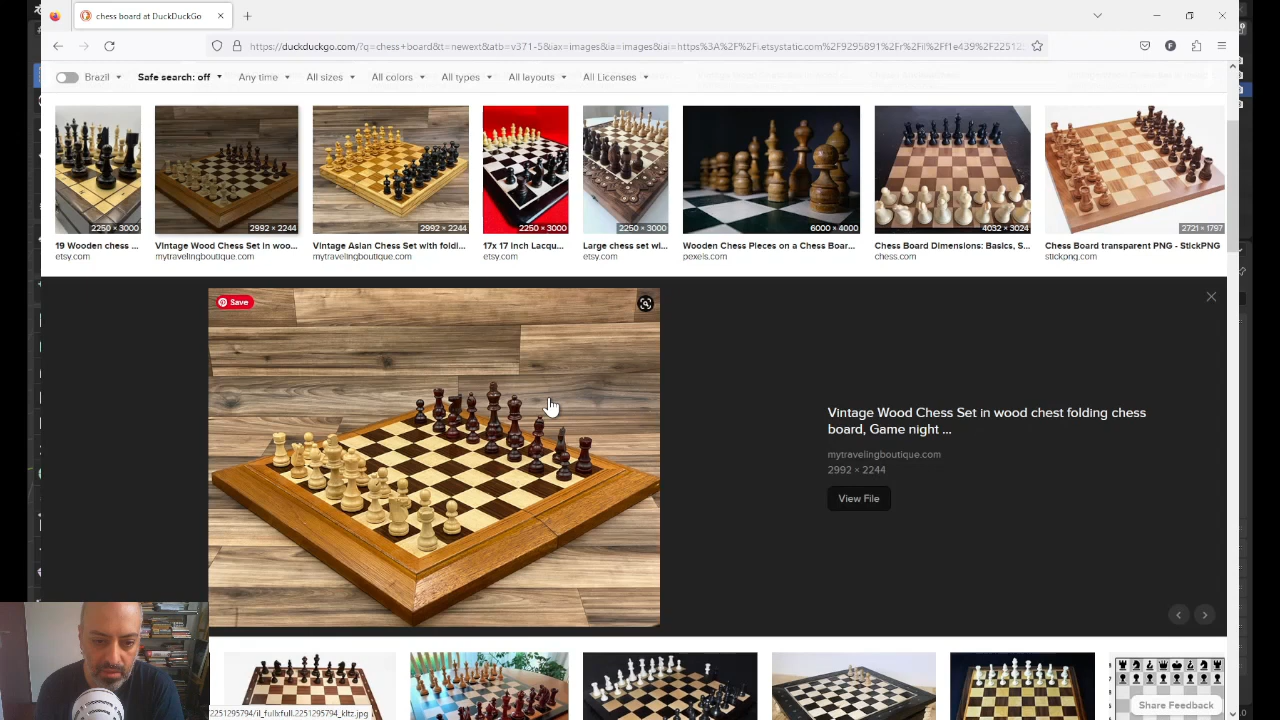 chess board at DuckDuckGo
https://duckduckgo.com/?q=chess+board&t=newext&atb=v371-5&iax=images&ia=images&iai=https%3A%2F%2Fi.etsystatic.com%2F9295891%2Fr%2Fil%2Ff1e439%2F22512
Brazil
Safe search: off
Any time
All sizes
All colors
All types
All layouts
All Licenses
2250 × 3000
2992 × 2244
2992 × 2244
2250 × 3000
2250 × 3000
6000 × 4000
4032 × 3024
2721 × 1797
19 Wooden chess ...
Vintage Wood Chess Set in woo...
Vintage Asian Chess Set with foldi...
17x 17 Inch Lacqu...
Large chess set wi...
Wooden Chess Pieces on a Chess Boar...
Chess Board Dimensions: Basics, S...
Chess Board transparent PNG - StickPNG
etsy.com
mytravelingboutique.com
mytravelingboutique.com
etsy.com
etsy.com
pexels.com
chess.com
stickpng.com
Save
Vintage Wood Chess Set in wood chest folding chess
board, Game night ...
mytravelingboutique.com
2992 × 2244
View File
2251295794/il_fullxfull.2251295794_kltz.jpg
Share Feedback